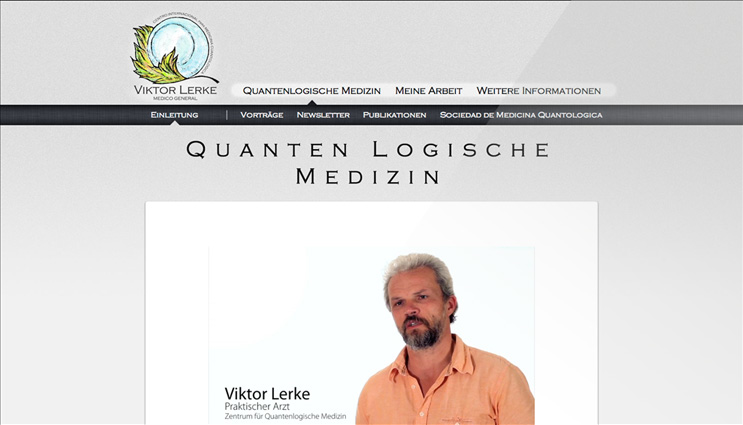 Viktor Lerke
Medico General
Quantenlogische Medizin Meine Arbeit Weitere Informationen
Einleitung Vorträge Newsletter Publikationen Sociedad de Medicina Quantologica
Quanten Logische
Medizin
Viktor Lerke
Praktischer Arzt
Zentrum für Quantenlogische Medizin